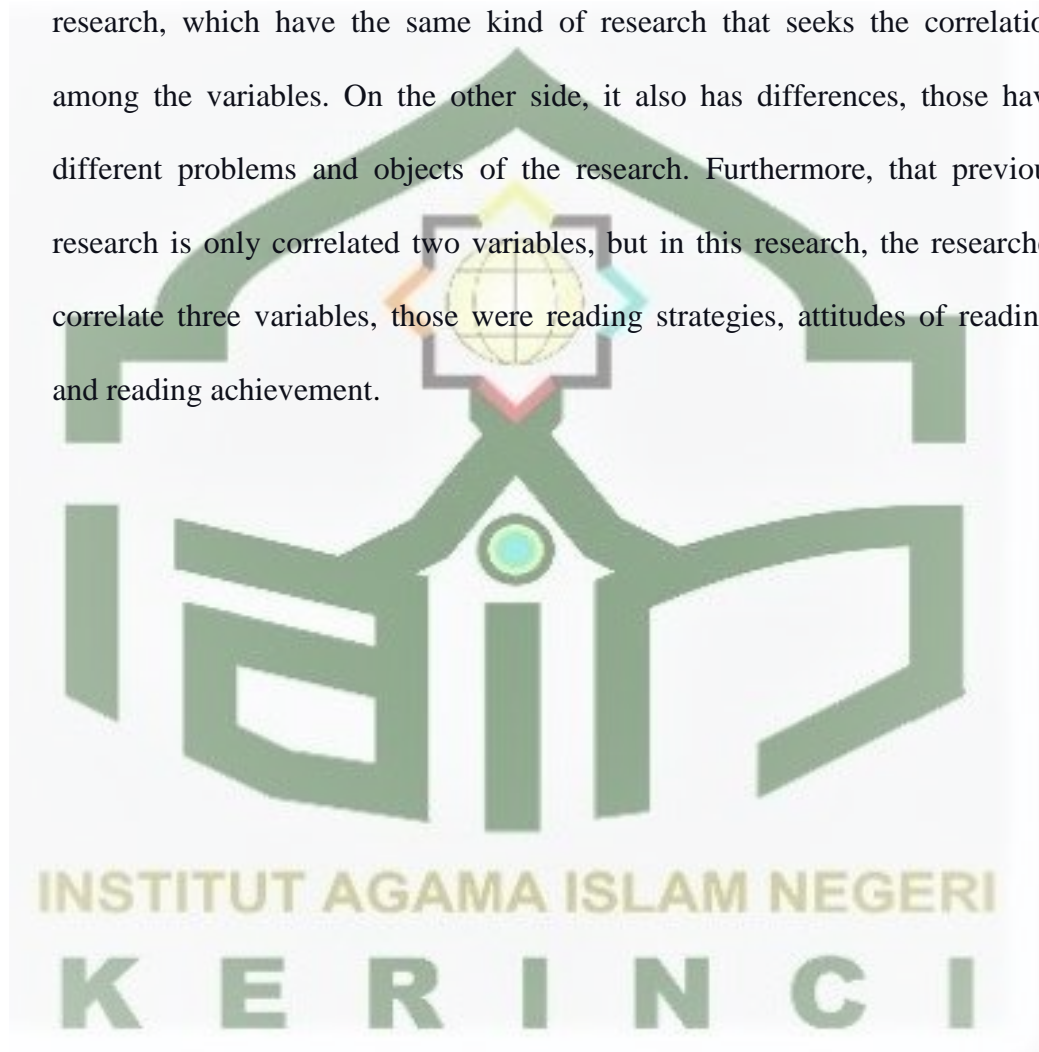 research, which have the same kind of research that seeks the correlatio
among the variables. On the other side, it also has differences, those hav
different problems and objects of the research. Furthermore, that previou
research is only correlated two variables, but in this research, the researche
correlate three variables, those were reading strategies, attitudes of readin
and reading achievement.
iain
INSTITUT AGAMA ISLAM NEGERI
KERINCI